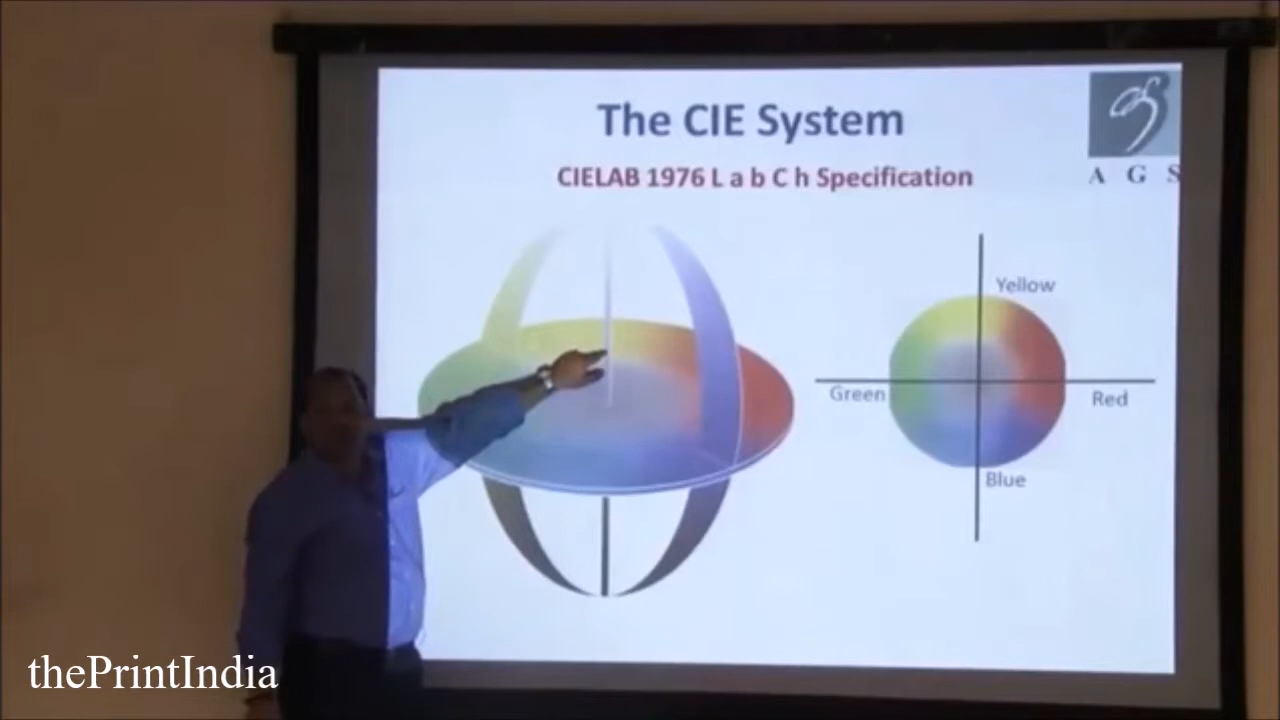 The CIE System
CIELAB 1976 L a b C h Specification
A G S
Yellow
Green
Red
Blue
thePrintIndia